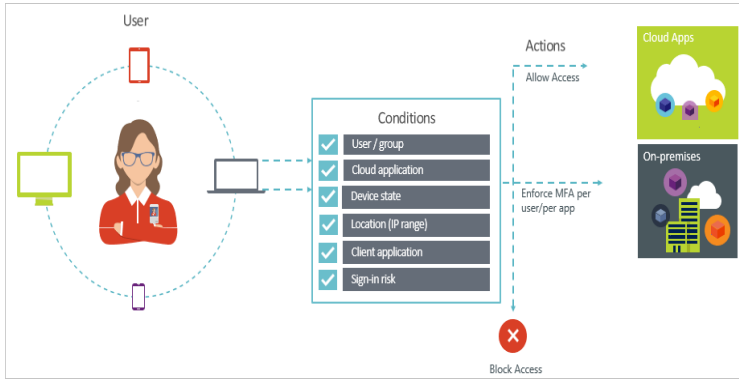 User
Conditions
User / group
Cloud application
Device state
Location (IP range)
Client application
Sign-in risk
Actions
Allow Access
Enforce MFA per
user/per app
Block Access
Cloud Apps
On-premises